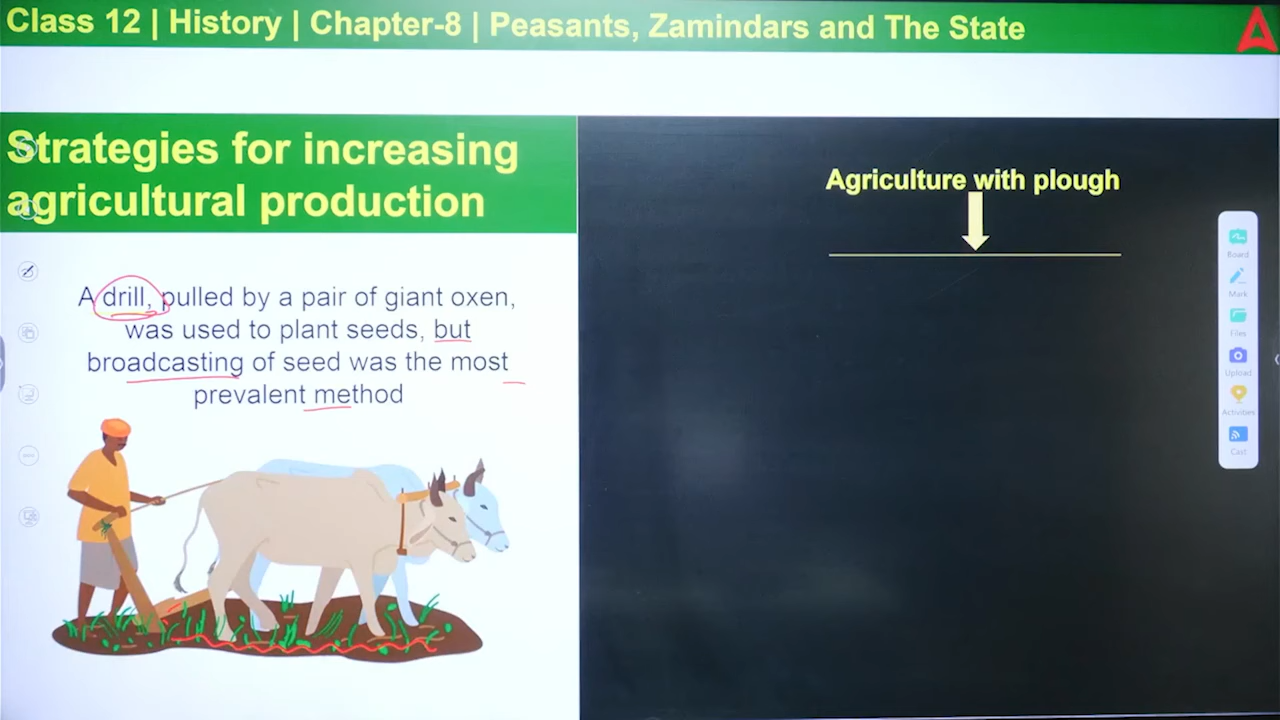 Class 12 | History | Chapter-8 | Peasants, Zamindars and The State
Strategies for increasing
agricultural production
A drill, pulled by a pair of giant oxen,
was used to plant seeds, but
broadcasting of seed was the most
prevalent method
Agriculture with plough
Board
Mark
Files
Upload
Activities
Cast